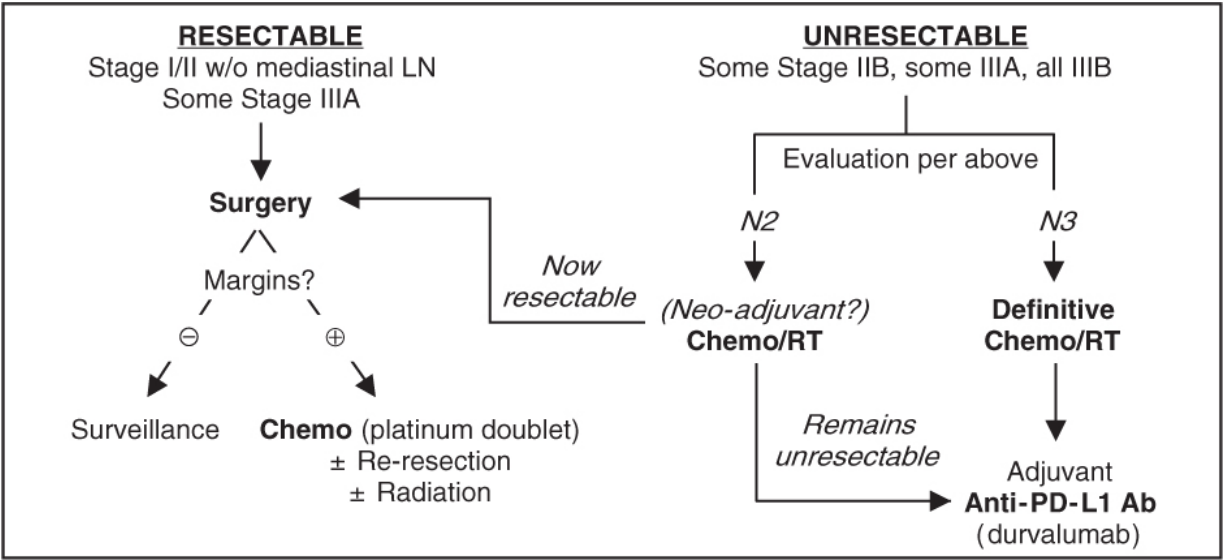 RESECTABLE
Stage I/II w/o mediastinal LN
Some Stage IIIA
Surgery
Margins?
⊖
⊕
Surveillance
Chemo (platinum doublet)
± Re-resection
± Radiation
Now
resectable
UNRESECTABLE
Some Stage IIB, some IIIA, all IIIB
Evaluation per above
N2
N3
(Neo-adjuvant?)
Chemo/RT
Definitive
Chemo/RT
Remains
unresectable
Adjuvant
Anti-PD-L1 Ab
(durvalumab)